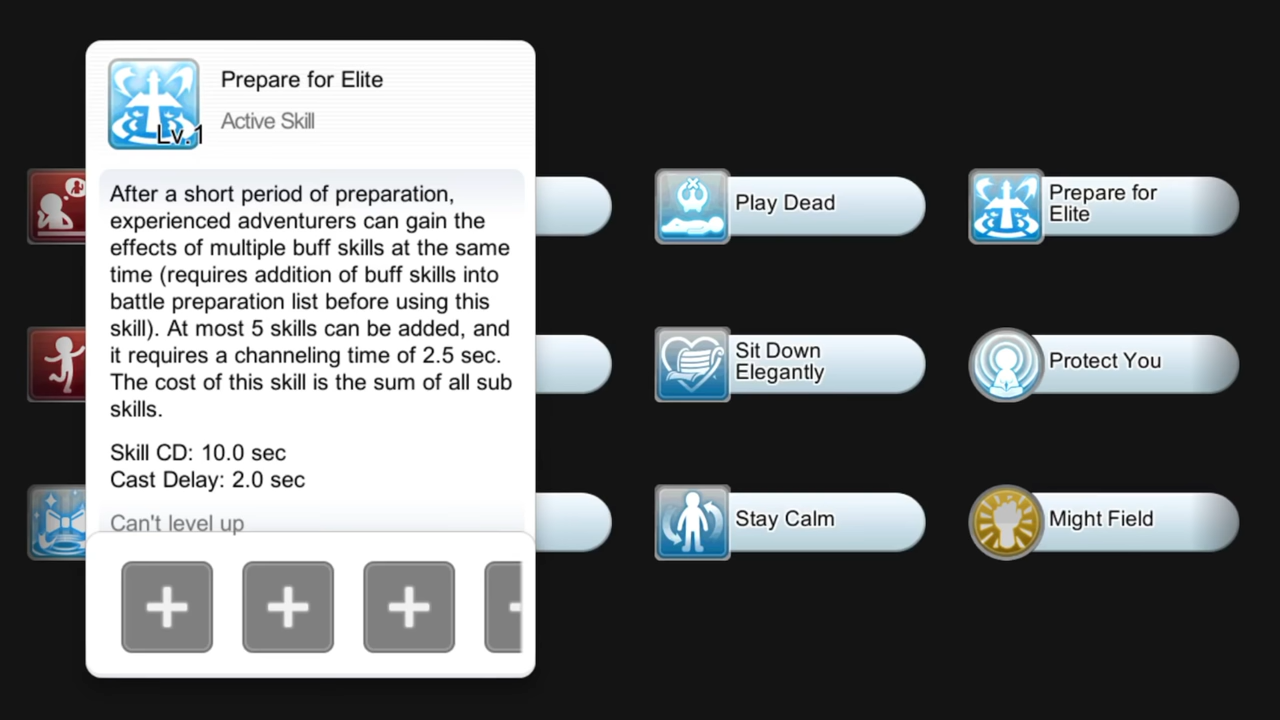 Prepare for Elite
Active Skill
Lv.1
After a short period of preparation,
experienced adventurers can gain the
effects of multiple buff skills at the same
time (requires addition of buff skills into
battle preparation list before using this
skill). At most 5 skills can be added, and
it requires a channeling time of 2.5 sec.
The cost of this skill is the sum of all sub
skills.
Skill CD: 10.0 sec
Cast Delay: 2.0 sec
Can't level up
Play Dead
Prepare for
Elite
Sit Down
Elegantly
Protect You
Stay Calm
Might Field